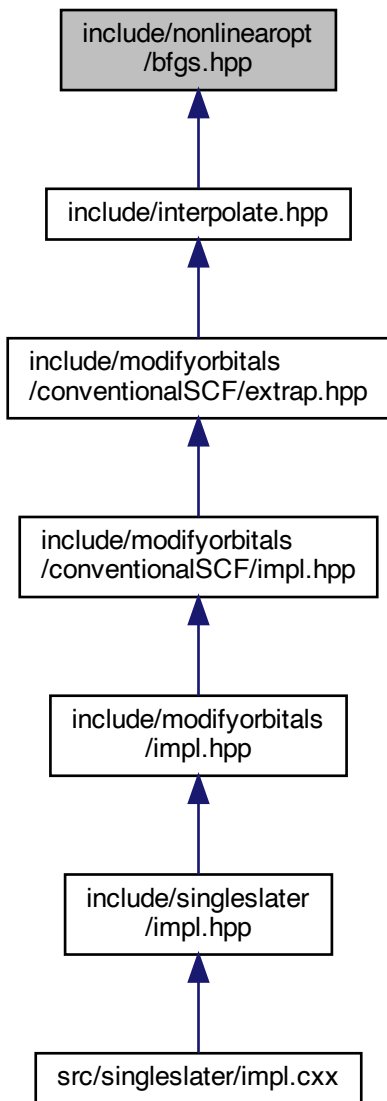 include/nonlinearopt
/bfgs.hpp
include/interpolate.hpp
include/modifyorbitals
/conventionalSCF/extrap.hpp
include/modifyorbitals
/conventionalSCF/impl.hpp
include/modifyorbitals
/impl.hpp
include/singleslater
/impl.hpp
src/singleslater/impl.cxx